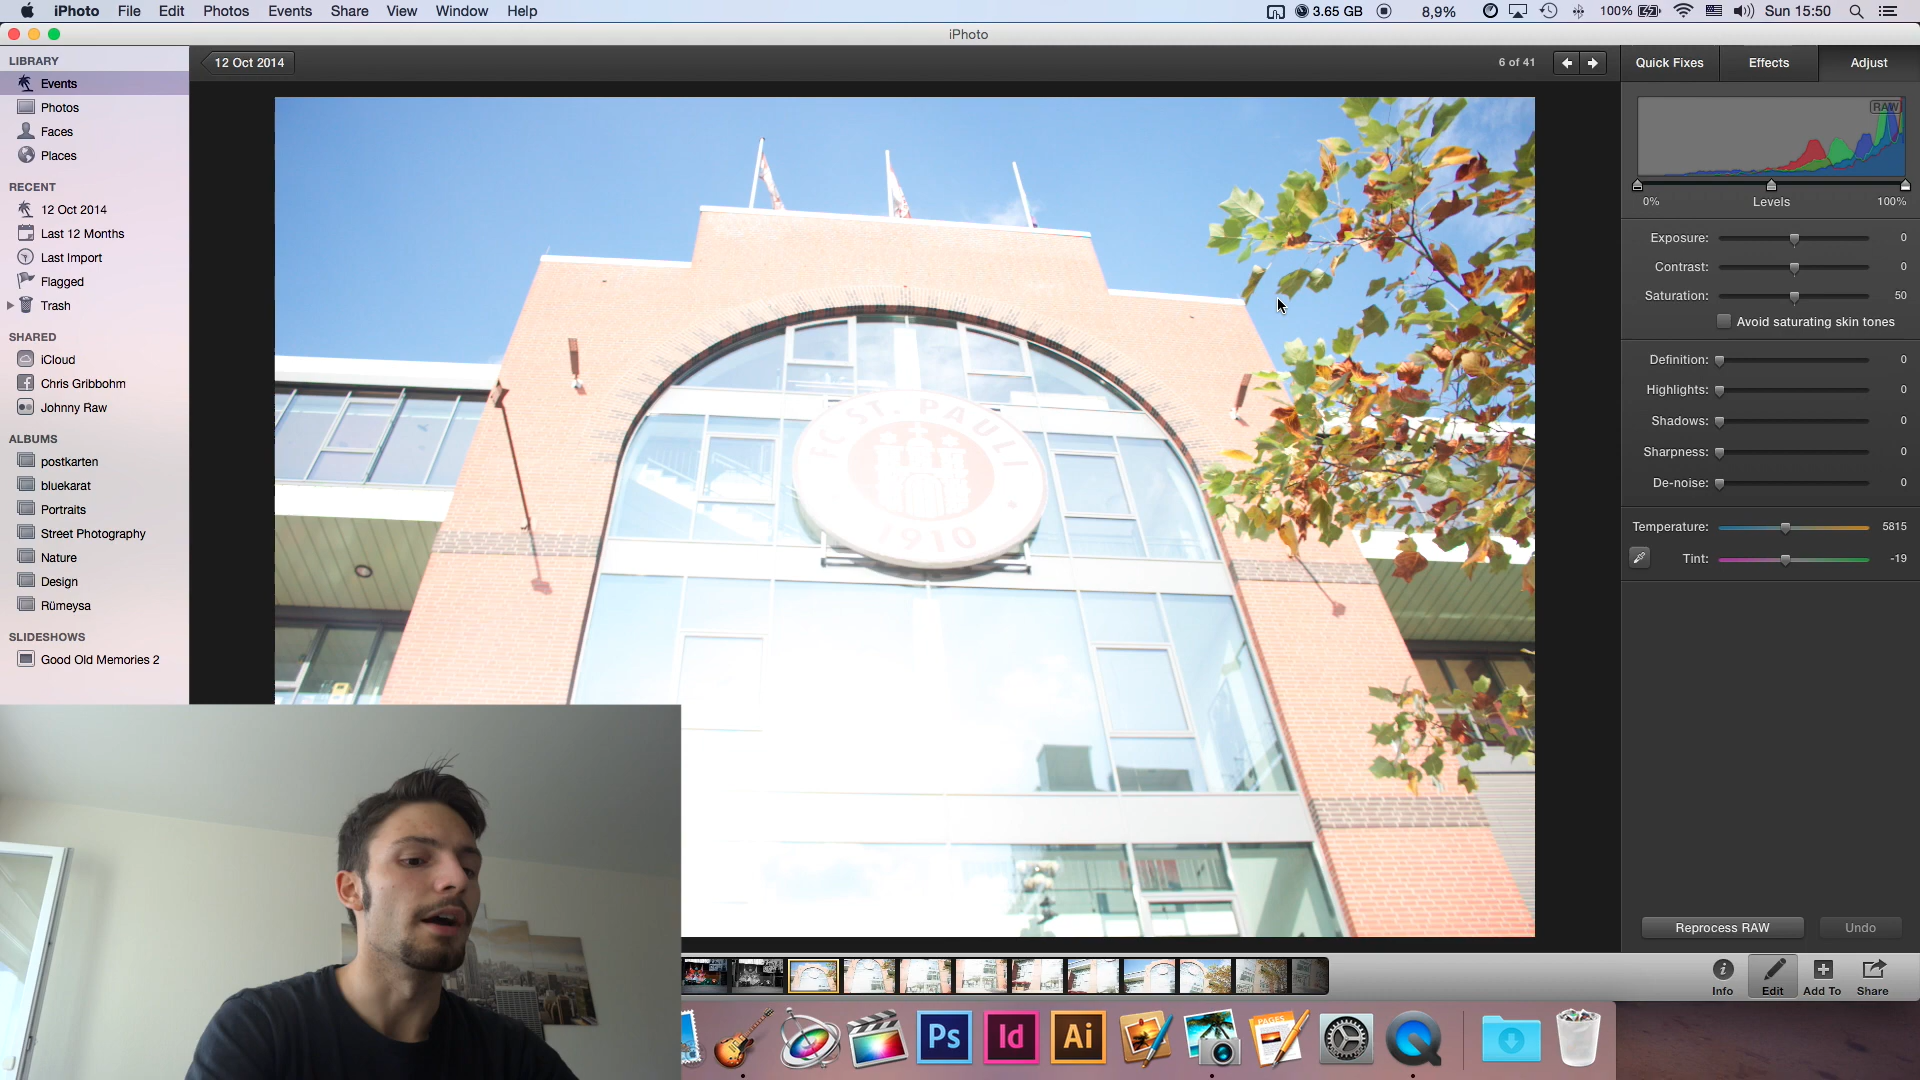 iPhoto File Edit Photos Events Share View Window Help 3.65 GB 8,9% 100% Sun 15:50
iPhoto
LIBRARY
Events
Photos
Faces
Places
RECENT
12 Oct 2014
Last 12 Months
Last Import
Flagged
Trash
SHARED
iCloud
Chris Gribbohm
Johnny Raw
ALBUMS
postkarten
bluekarat
Portraits
Street Photography
Nature
Design
Rümeysa
SLIDESHOWS
Good Old Memories 2
12 Oct 2014
6 of 41
FC ST. PAULI
1910
Quick Fixes Effects Adjust
RAW
0% Levels 100%
Exposure: 0
Contrast: 0
Saturation: 50
Avoid saturating skin tones
Definition: 0
Highlights: 0
Shadows: 0
Sharpness: 0
De-noise: 0
Temperature: 5815
Tint: -19
Reprocess RAW Undo
Info Edit Add To Share
Ps Id Ai
PAGES